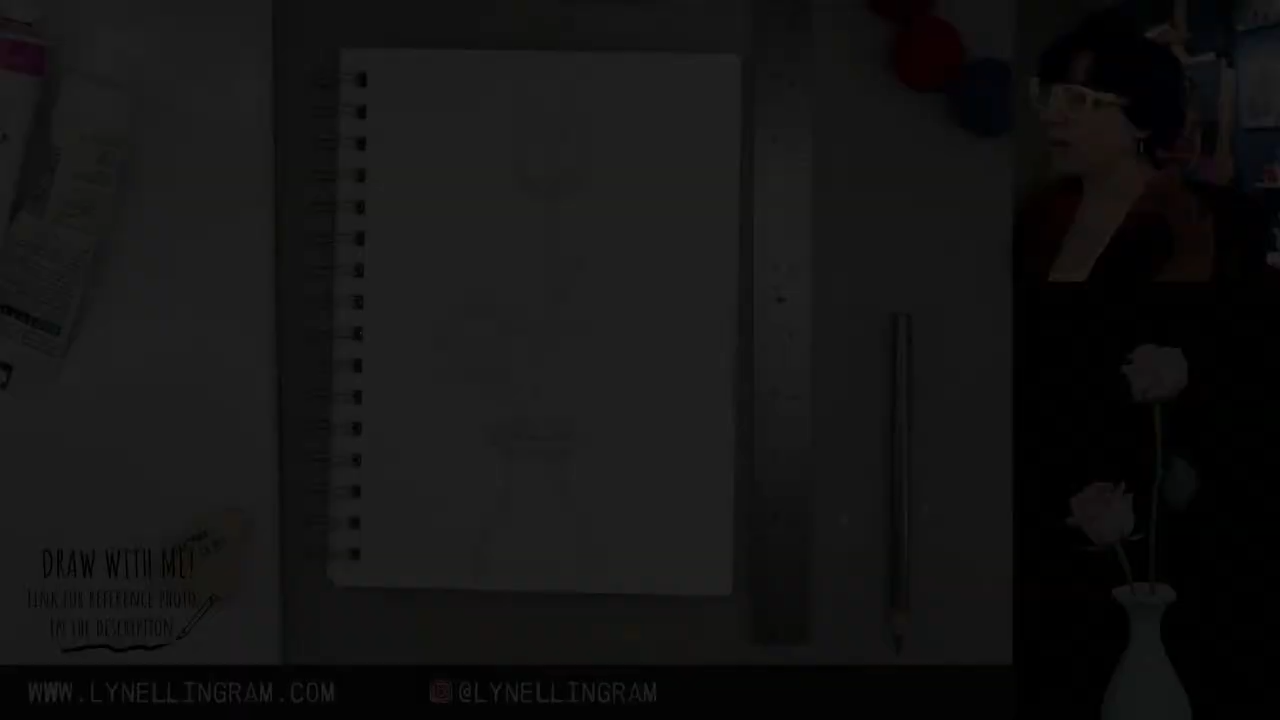 DRAW WITH ME!
LINK FOR REFERENCE PHOTO
IN THE DESCRIPTION
WWW.LYNELLINGRAM.COM
@LYNELLINGRAM